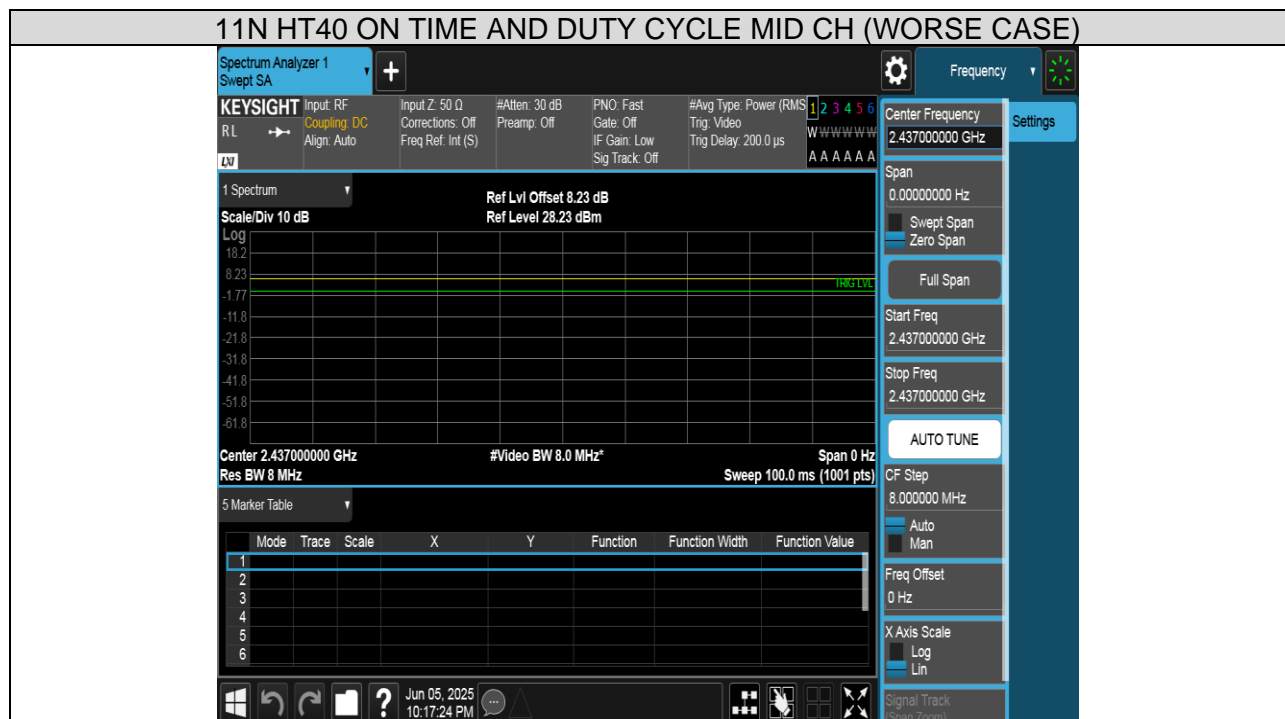 11N HT40 ON TIME AND DUTY CYCLE MID CH (WORSE CASE)
Spectrum Analyzer 1
Swept SA
+
Frequency
KEYSIGHT
RL
LXI
Input: RF
Coupling: DC
Align: Auto
Input Z: 50 Ω
Corrections: Off
Freq Ref: Int (S)
#Atten: 30 dB
Preamp: Off
PNO: Fast
Gate: Off
IF Gain: Low
Sig Track: Off
#Avg Type: Power (RMS
Trig: Video
Trig Delay: 200.0 µs
1 2 3 4 5 6
W W W W W W
A A A A A A
Center Frequency
2.437000000 GHz
Settings
Span
0.00000000 Hz
Swept Span
Zero Span
Full Span
Start Freq
2.437000000 GHz
Stop Freq
2.437000000 GHz
AUTO TUNE
CF Step
8.000000 MHz
Auto
Man
Freq Offset
0 Hz
X Axis Scale
Log
Lin
Signal Track
(Span Zoom)
1 Spectrum
Scale/Div 10 dB
Ref Lvl Offset 8.23 dB
Ref Level 28.23 dBm
Log
18.2
8.23
-1.77
-11.8
-21.8
-31.8
-41.8
-51.8
-61.8
TRIG LVL
Center 2.437000000 GHz
#Video BW 8.0 MHz*
Span 0 Hz
Res BW 8 MHz
Sweep 100.0 ms (1001 pts)
5 Marker Table
Mode Trace Scale X Y Function Function Width Function Value
1
2
3
4
5
6
?
Jun 05, 2025
10:17:24 PM